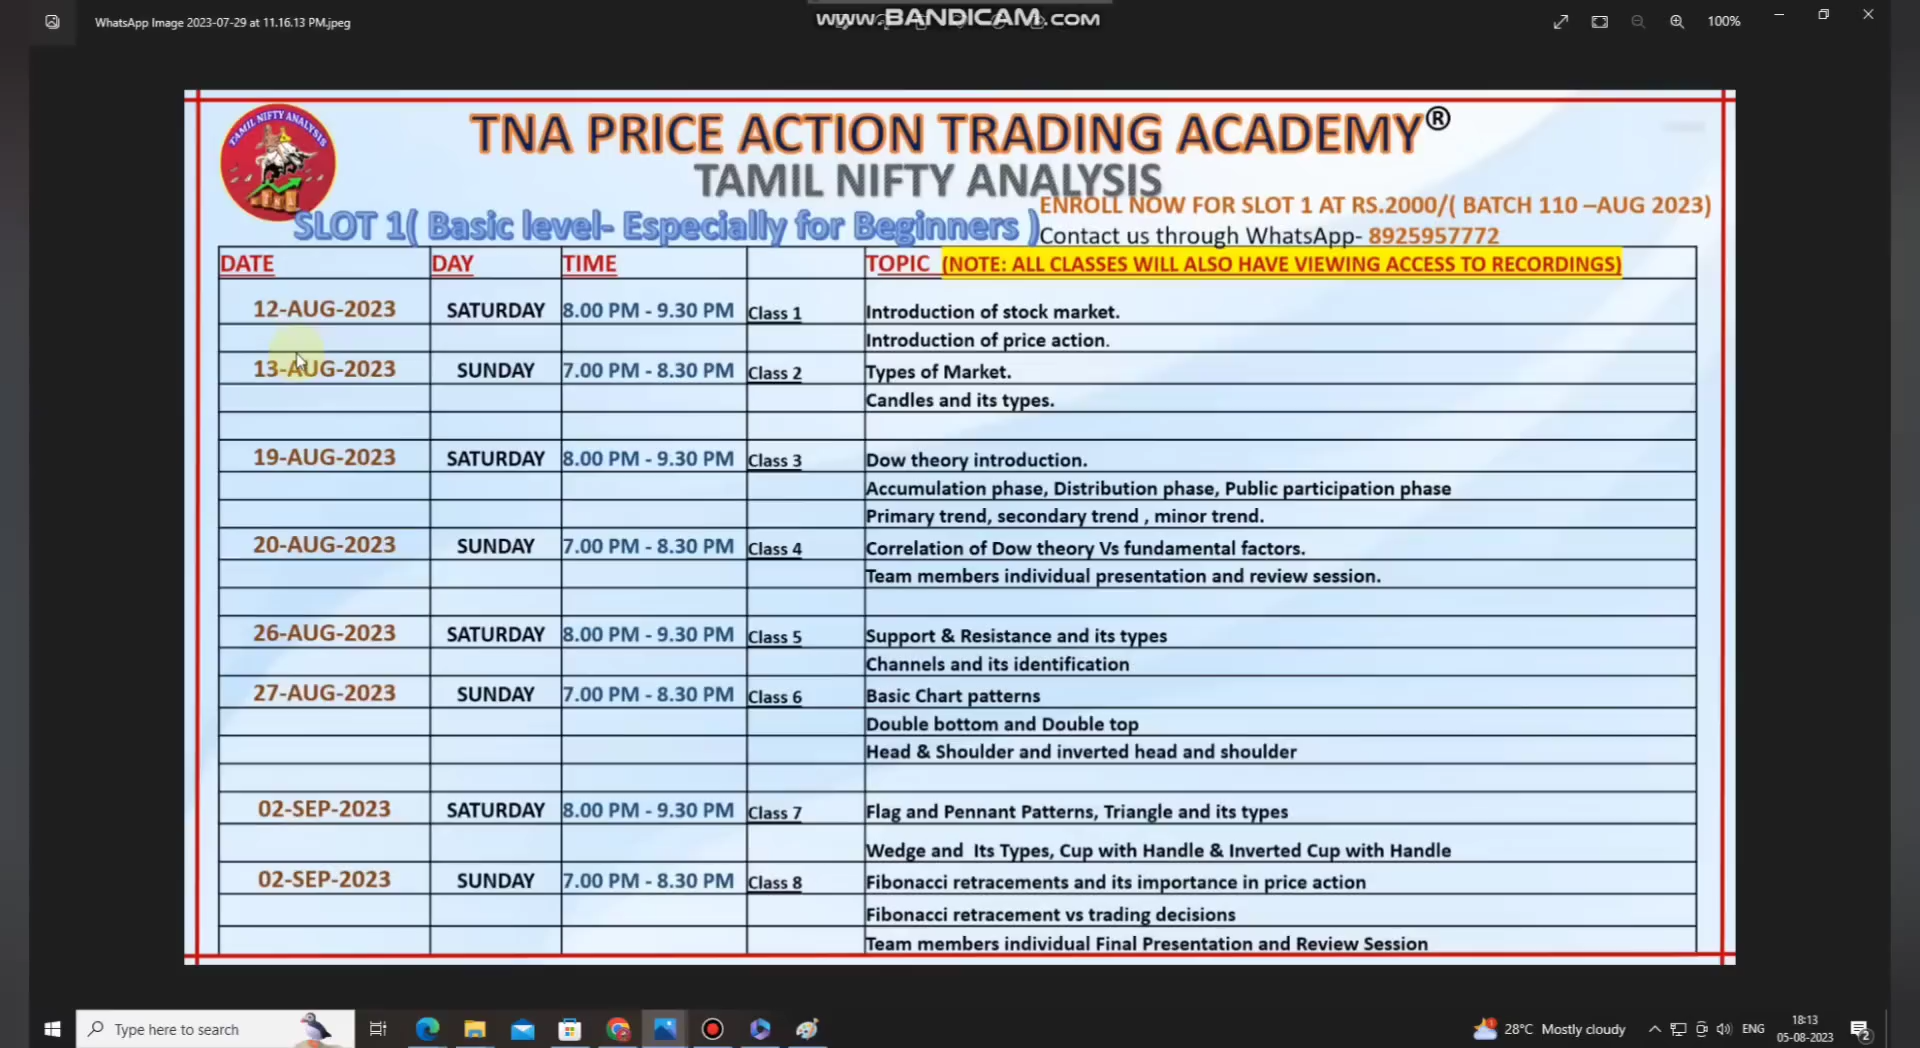 WhatsApp Image 2023-07-29 at 11.16.13 PM.jpeg
www.BANDICAM.COM
100%
TAMIL NIFTY ANALYSIS
TNA
TNA PRICE ACTION TRADING ACADEMY®
TAMIL NIFTY ANALYSIS
ENROLL NOW FOR SLOT 1 AT RS.2000/( BATCH 110 –AUG 2023)
SLOT 1( Basic level- Especially for Beginners )
Contact us through WhatsApp- 8925957772
DATE DAY TIME TOPIC (NOTE: ALL CLASSES WILL ALSO HAVE VIEWING ACCESS TO RECORDINGS)
12-AUG-2023 SATURDAY 8.00 PM - 9.30 PM Class 1 Introduction of stock market.
Introduction of price action.
13-AUG-2023 SUNDAY 7.00 PM - 8.30 PM Class 2 Types of Market.
Candles and its types.
19-AUG-2023 SATURDAY 8.00 PM - 9.30 PM Class 3 Dow theory introduction.
Accumulation phase, Distribution phase, Public participation phase
Primary trend, secondary trend , minor trend.
20-AUG-2023 SUNDAY 7.00 PM - 8.30 PM Class 4 Correlation of Dow theory Vs fundamental factors.
Team members individual presentation and review session.
26-AUG-2023 SATURDAY 8.00 PM - 9.30 PM Class 5 Support & Resistance and its types
Channels and its identification
27-AUG-2023 SUNDAY 7.00 PM - 8.30 PM Class 6 Basic Chart patterns
Double bottom and Double top
Head & Shoulder and inverted head and shoulder
02-SEP-2023 SATURDAY 8.00 PM - 9.30 PM Class 7 Flag and Pennant Patterns, Triangle and its types
Wedge and Its Types, Cup with Handle & Inverted Cup with Handle
02-SEP-2023 SUNDAY 7.00 PM - 8.30 PM Class 8 Fibonacci retracements and its importance in price action
Fibonacci retracement vs trading decisions
Team members individual Final Presentation and Review Session
Type here to search
28°C Mostly cloudy
ENG
18:13
05-08-2023
2